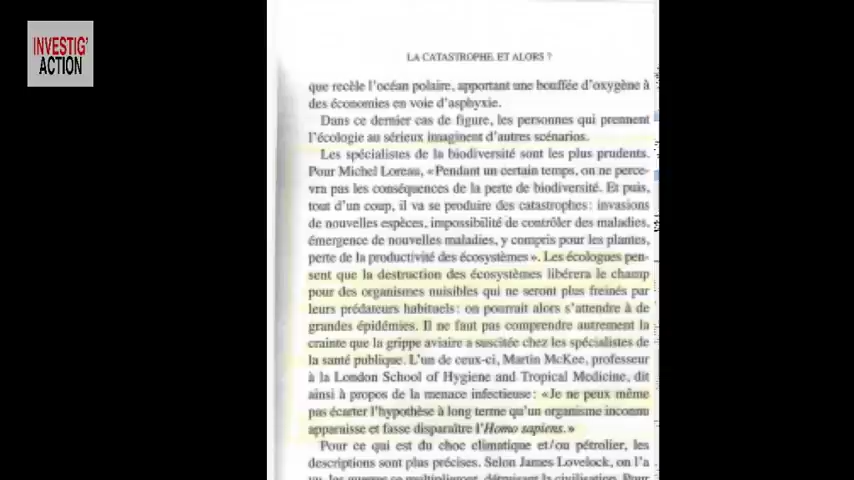 INVESTIG'
ACTION
LA CATASTROPHE. ET ALORS ?
que recèle l'océan polaire, apportant une bouffée d'oxygène à
des économies en voie d'asphyxie.
Dans ce dernier cas de figure, les personnes qui prennent
l'écologie au sérieux imaginent d'autres scénarios.
Les spécialistes de la biodiversité sont les plus prudents.
Pour Michel Loreau, «Pendant un certain temps, on ne perce-
vra pas les conséquences de la perte de biodiversité. Et puis,
tout d'un coup, il va se produire des catastrophes : invasions
de nouvelles espèces, impossibilité de contrôler des maladies,
émergence de nouvelles maladies, y compris pour les plantes,
perte de la productivité des écosystèmes ». Les écologues pen-
sent que la destruction des écosystèmes libérera le champ
pour des organismes nuisibles qui ne seront plus freinés par
leurs prédateurs habituels : on pourrait alors s'attendre à de
grandes épidémies. Il ne faut pas comprendre autrement la
crainte que la grippe aviaire a suscitée chez les spécialistes de
la santé publique. L'un de ceux-ci, Martin McKee, professeur
à la London School of Hygiene and Tropical Medicine, dit
ainsi à propos de la menace infectieuse : «Je ne peux même
pas écarter l'hypothèse à long terme qu'un organisme inconnu
apparaisse et fasse disparaître l'Homo sapiens. »
Pour ce qui est du choc climatique et/ou pétrolier, les
descriptions sont plus précises. Selon James Lovelock, on l'a
vu, les guerres se multiplieront, détruisant la civilisation. Pour